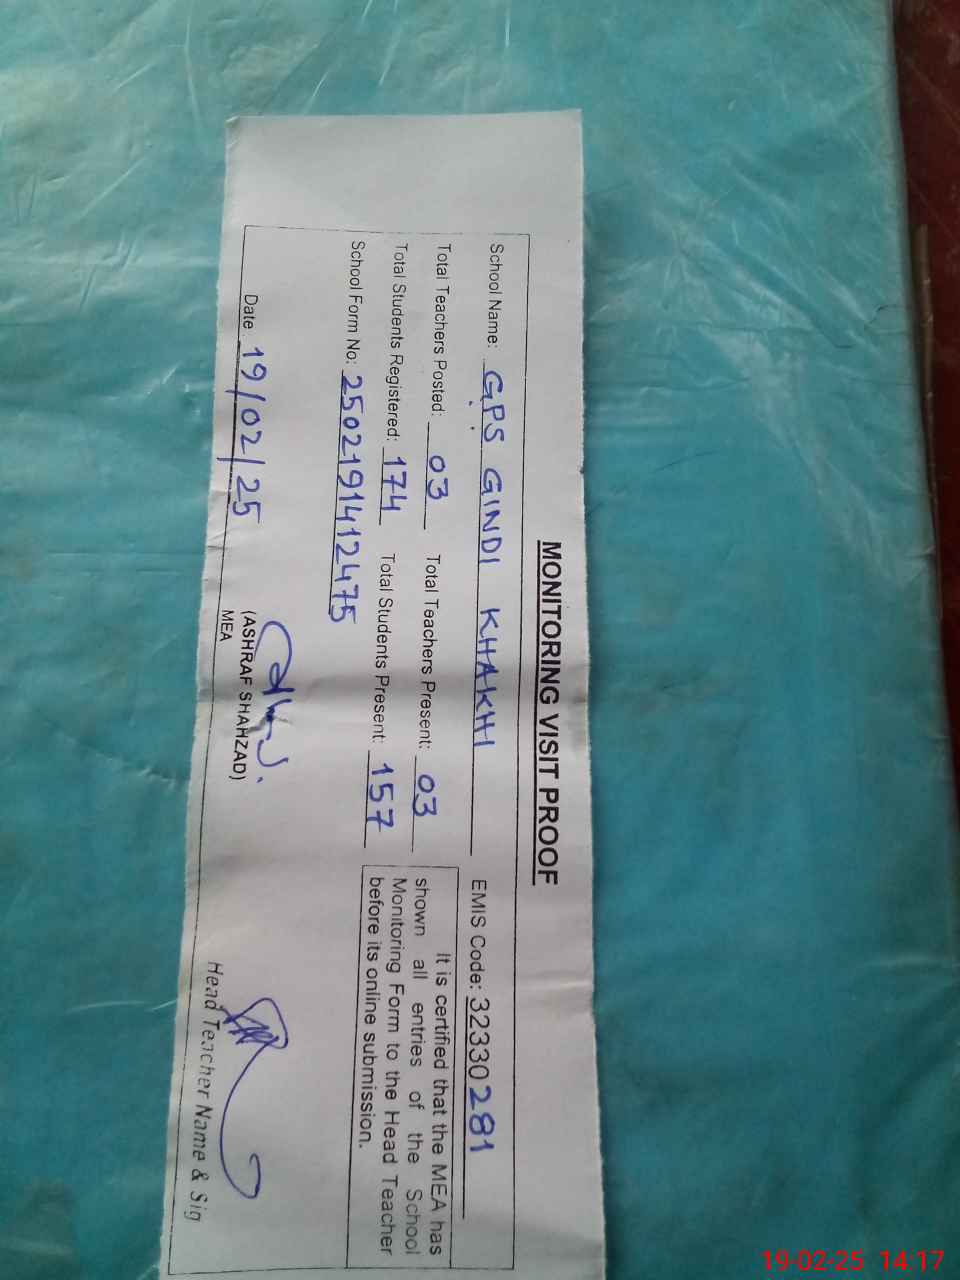 MONITORING VISIT PROOF
School Name: G.P.S GINDI KHAKHI EMIS Code: 32330281
Total Teachers Posted: 03 Total Teachers Present: 03
Total Students Registered: 174 Total Students Present: 157
School Form No: 2502191412475
It is certified that the MEA has
shown all entries of the School
Monitoring Form to the Head Teacher
before its online submission.
Date: 19/02/25
(ASHRAF SHAHZAD)
MEA
Head Teacher Name & Sig
19-02-25 14:17